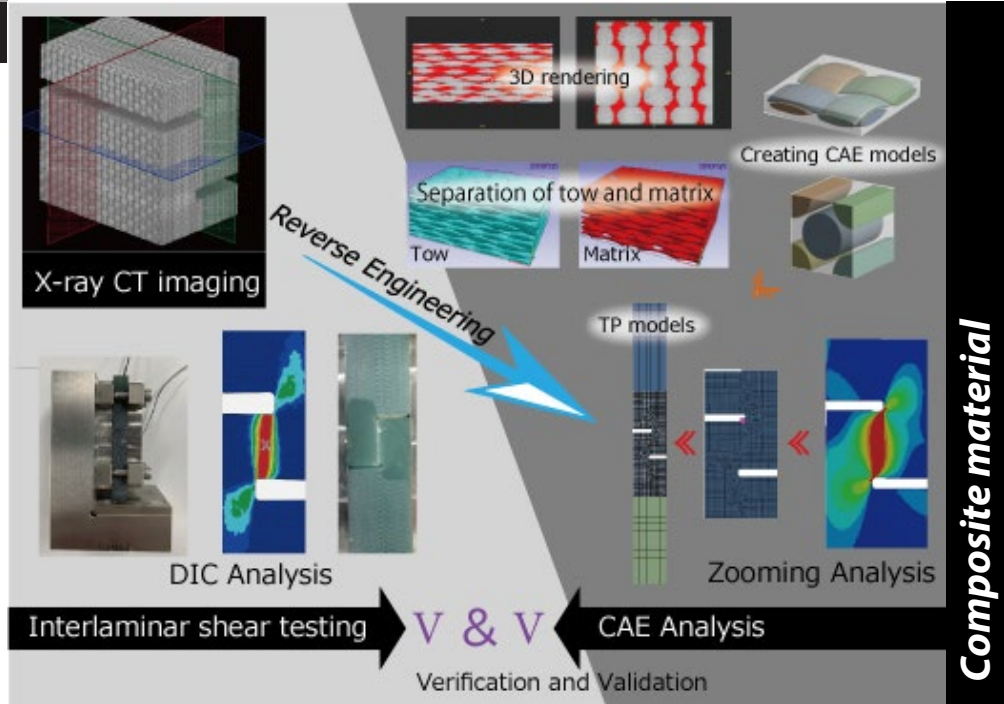 3D rendering
Creating CAE models
Separation of tow and matrix
Tow
Matrix
X-ray CT imaging
Reverse Engineering
TP models
DIC Analysis
Zooming Analysis
Interlaminar shear testing
V & V
CAE Analysis
Verification and Validation
Composite material